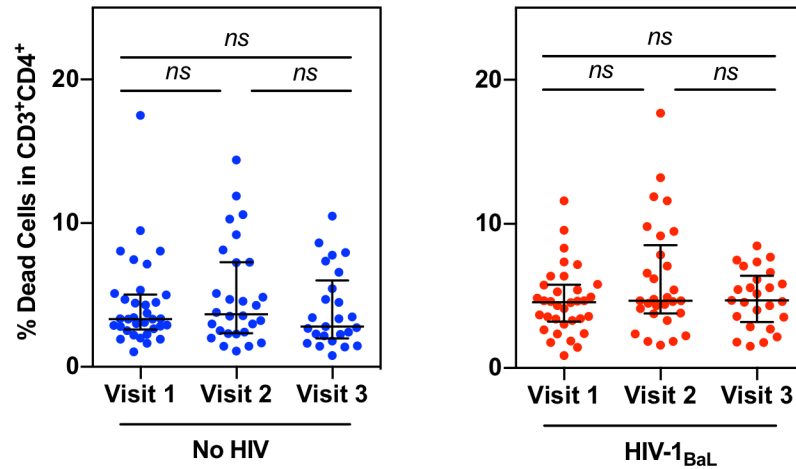 % Dead Cells in CD3⁺CD4⁺
20
10
0
ns
ns
ns
Visit 1 Visit 2 Visit 3
No HIV
20
10
0
ns
ns
ns
Visit 1 Visit 2 Visit 3
HIV-1BaL